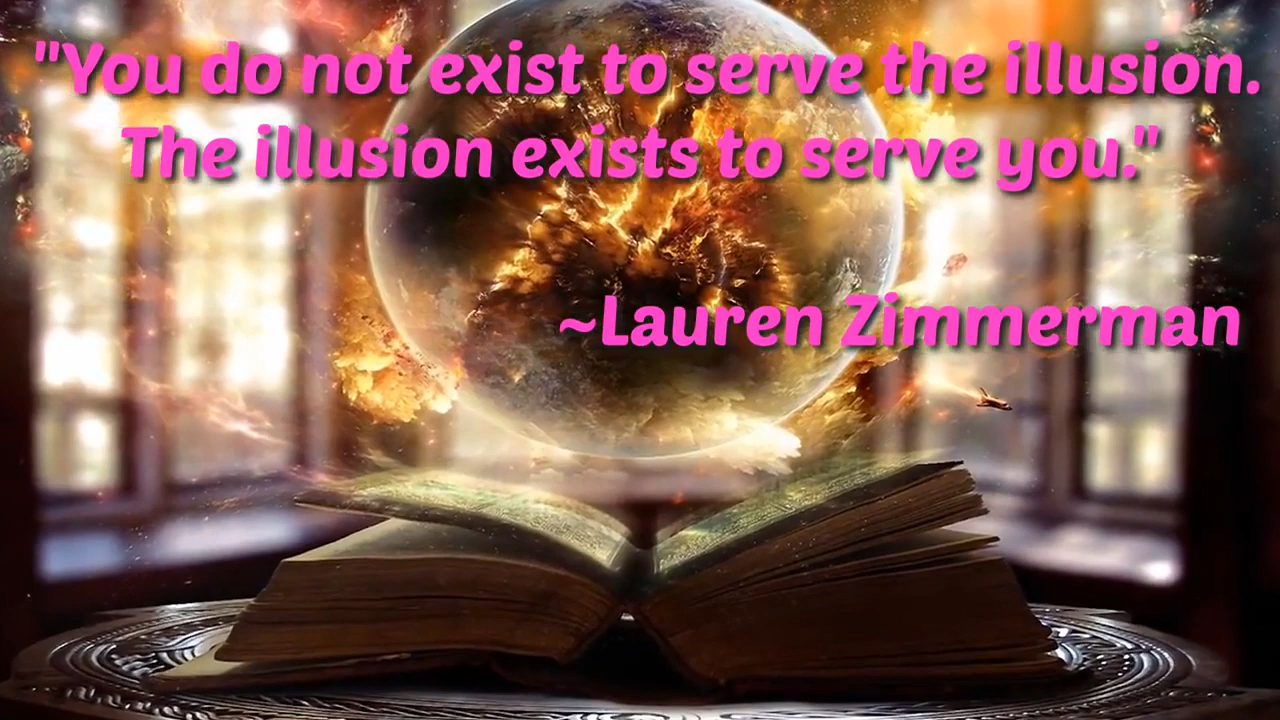 "You do not exist to serve the illusion.
The illusion exists to serve you."
~Lauren Zimmerman